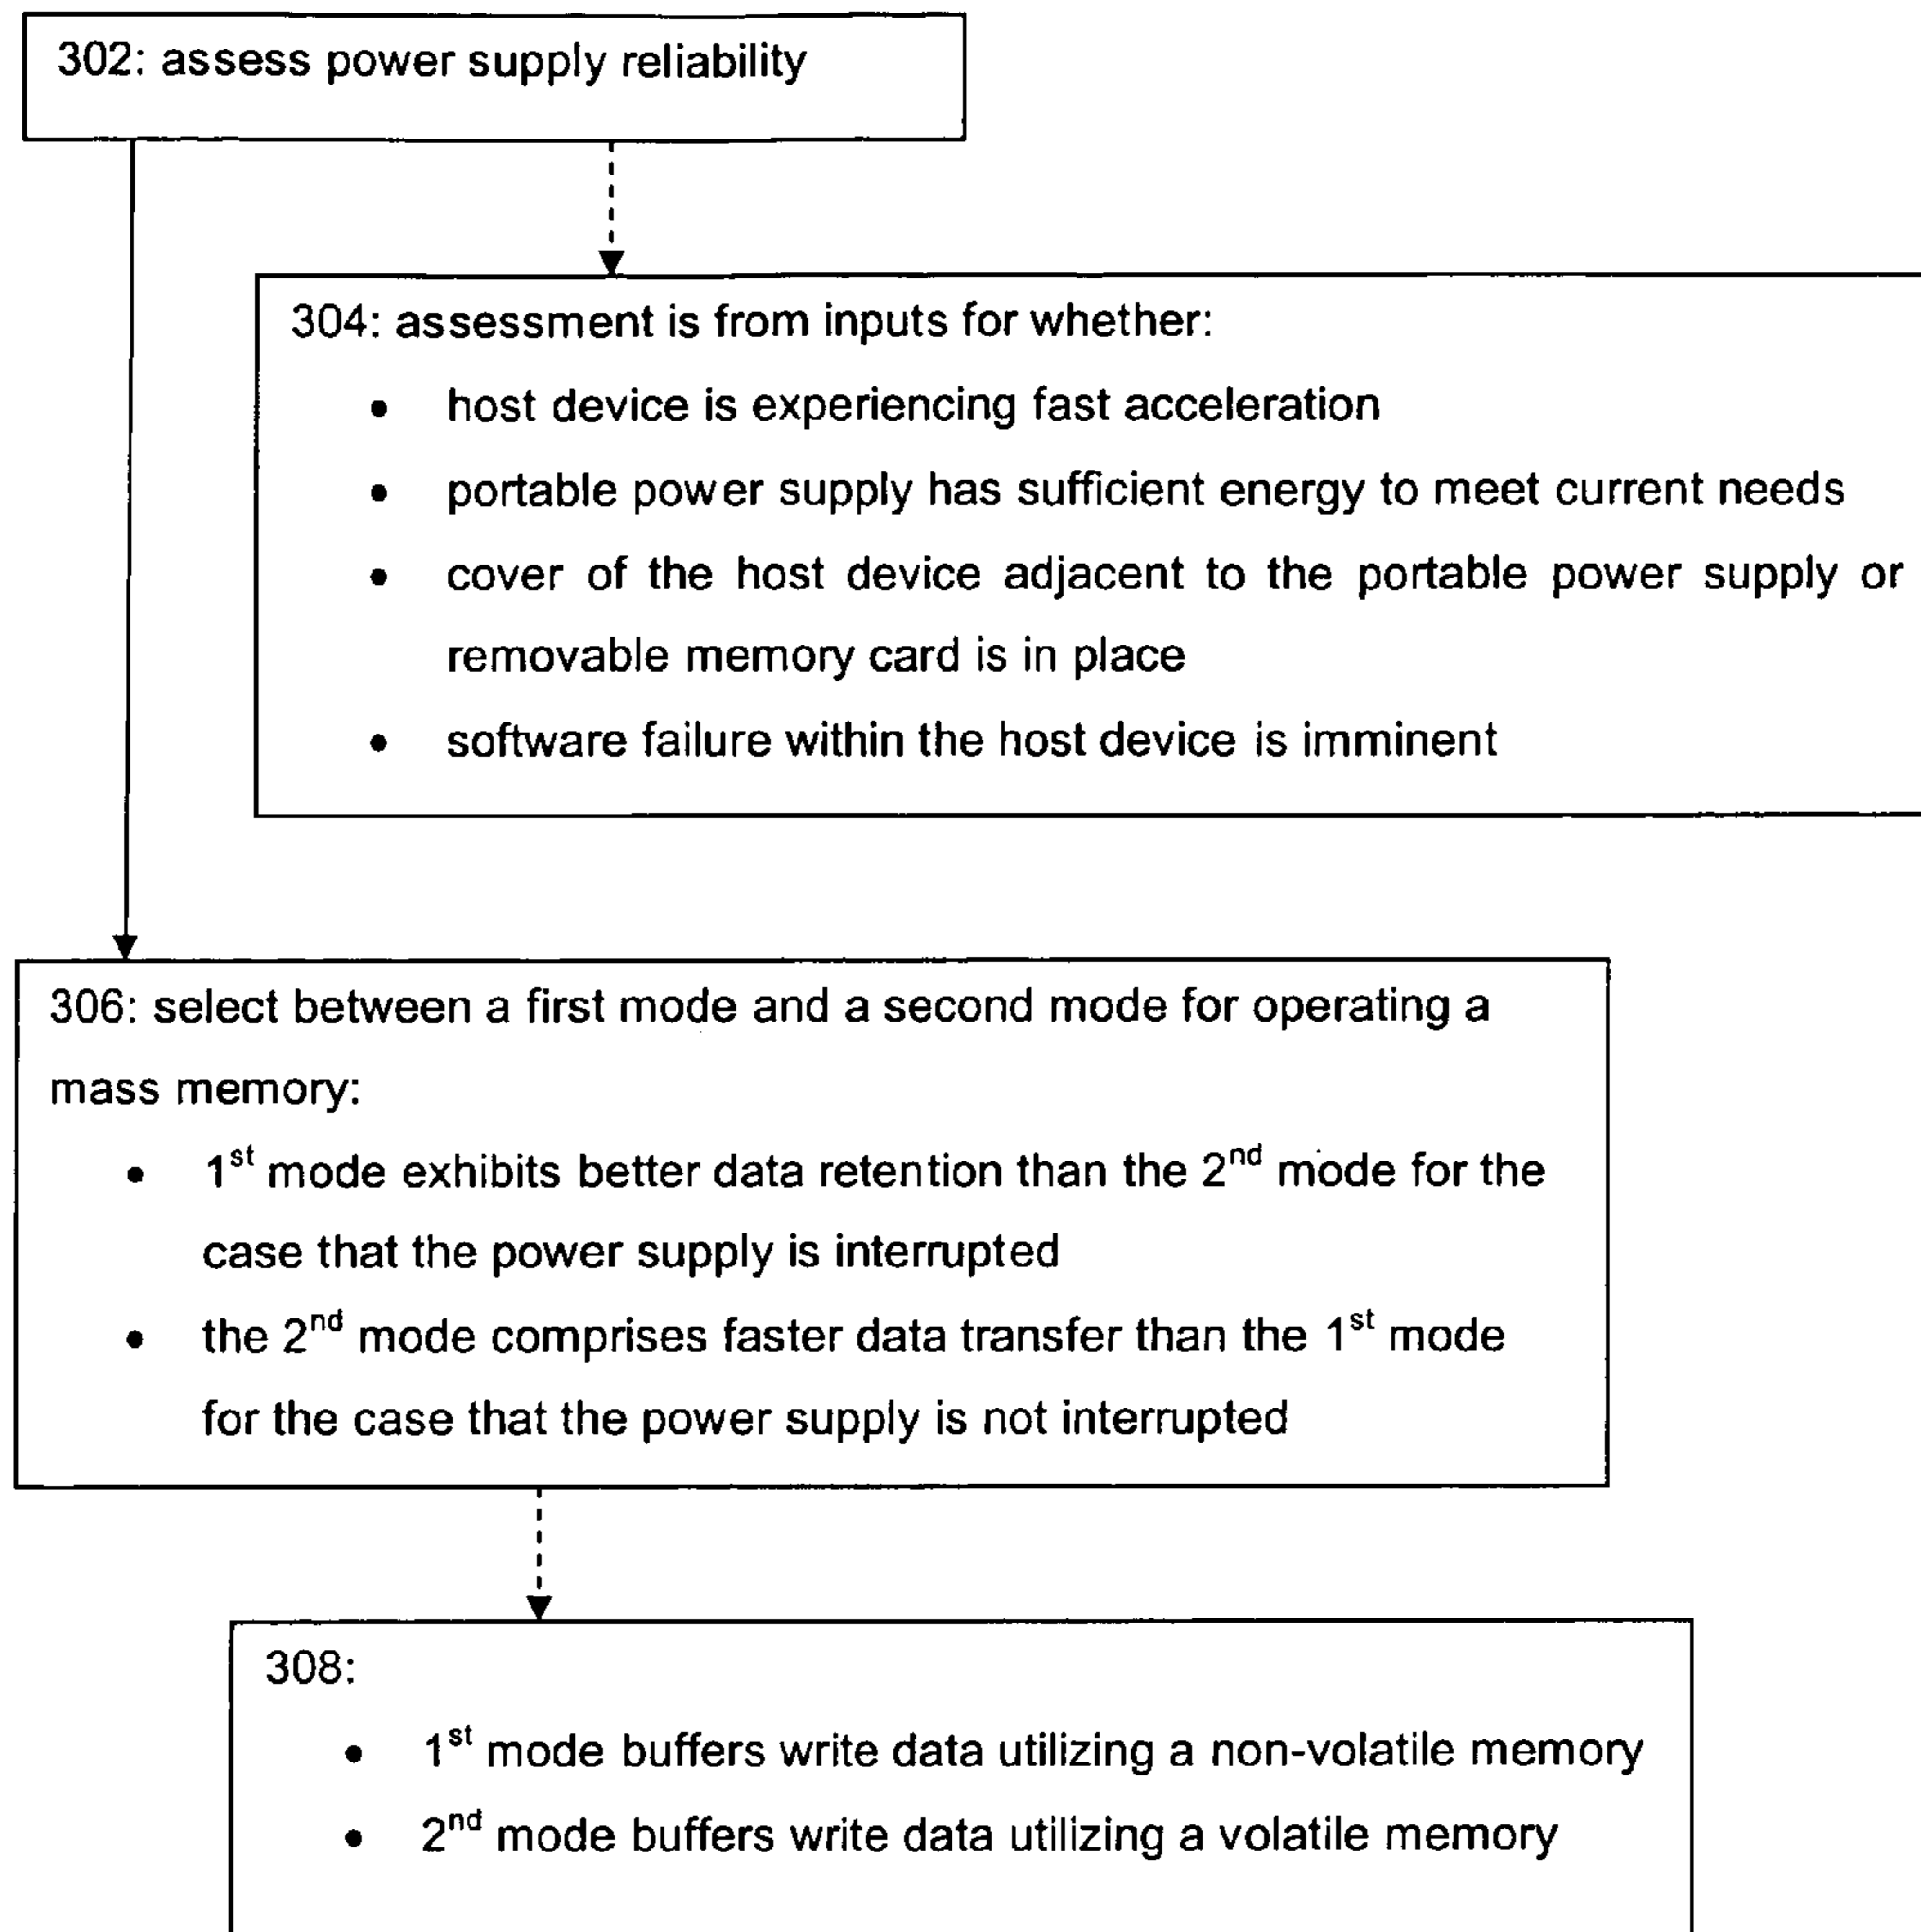 302: assess power supply reliability
304: assessment is from inputs for whether:
• host device is experiencing fast acceleration
• portable power supply has sufficient energy to meet current needs
• cover of the host device adjacent to the portable power supply or
removable memory card is in place
• software failure within the host device is imminent
306: select between a first mode and a second mode for operating a
mass memory:
• 1st mode exhibits better data retention than the 2nd mode for the
case that the power supply is interrupted
• the 2nd mode comprises faster data transfer than the 1st mode
for the case that the power supply is not interrupted
308:
• 1st mode buffers write data utilizing a non-volatile memory
• 2nd mode buffers write data utilizing a volatile memory